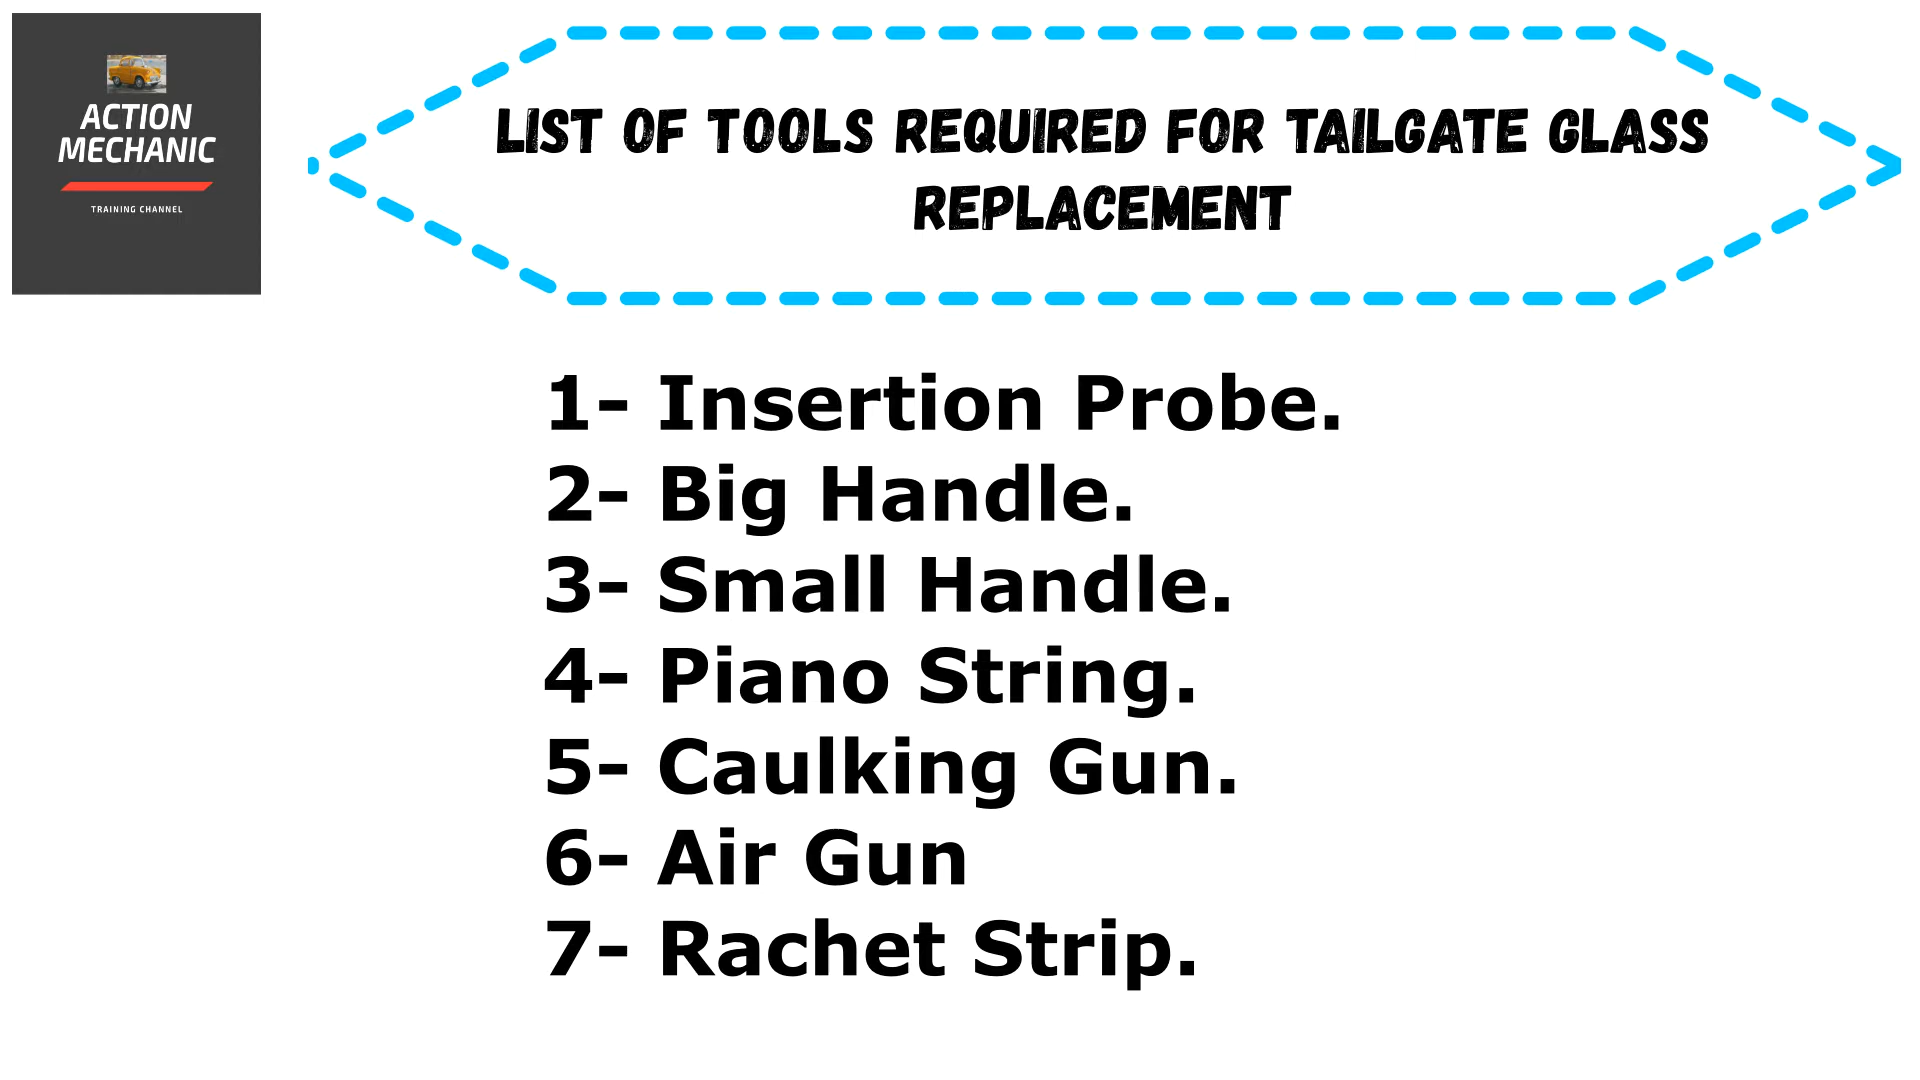 ACTION
MECHANIC
TRAINING CHANNEL
LIST OF TOOLS REQUIRED FOR TAILGATE GLASS
REPLACEMENT
1- Insertion Probe.
2- Big Handle.
3- Small Handle.
4- Piano String.
5- Caulking Gun.
6- Air Gun
7- Rachet Strip.